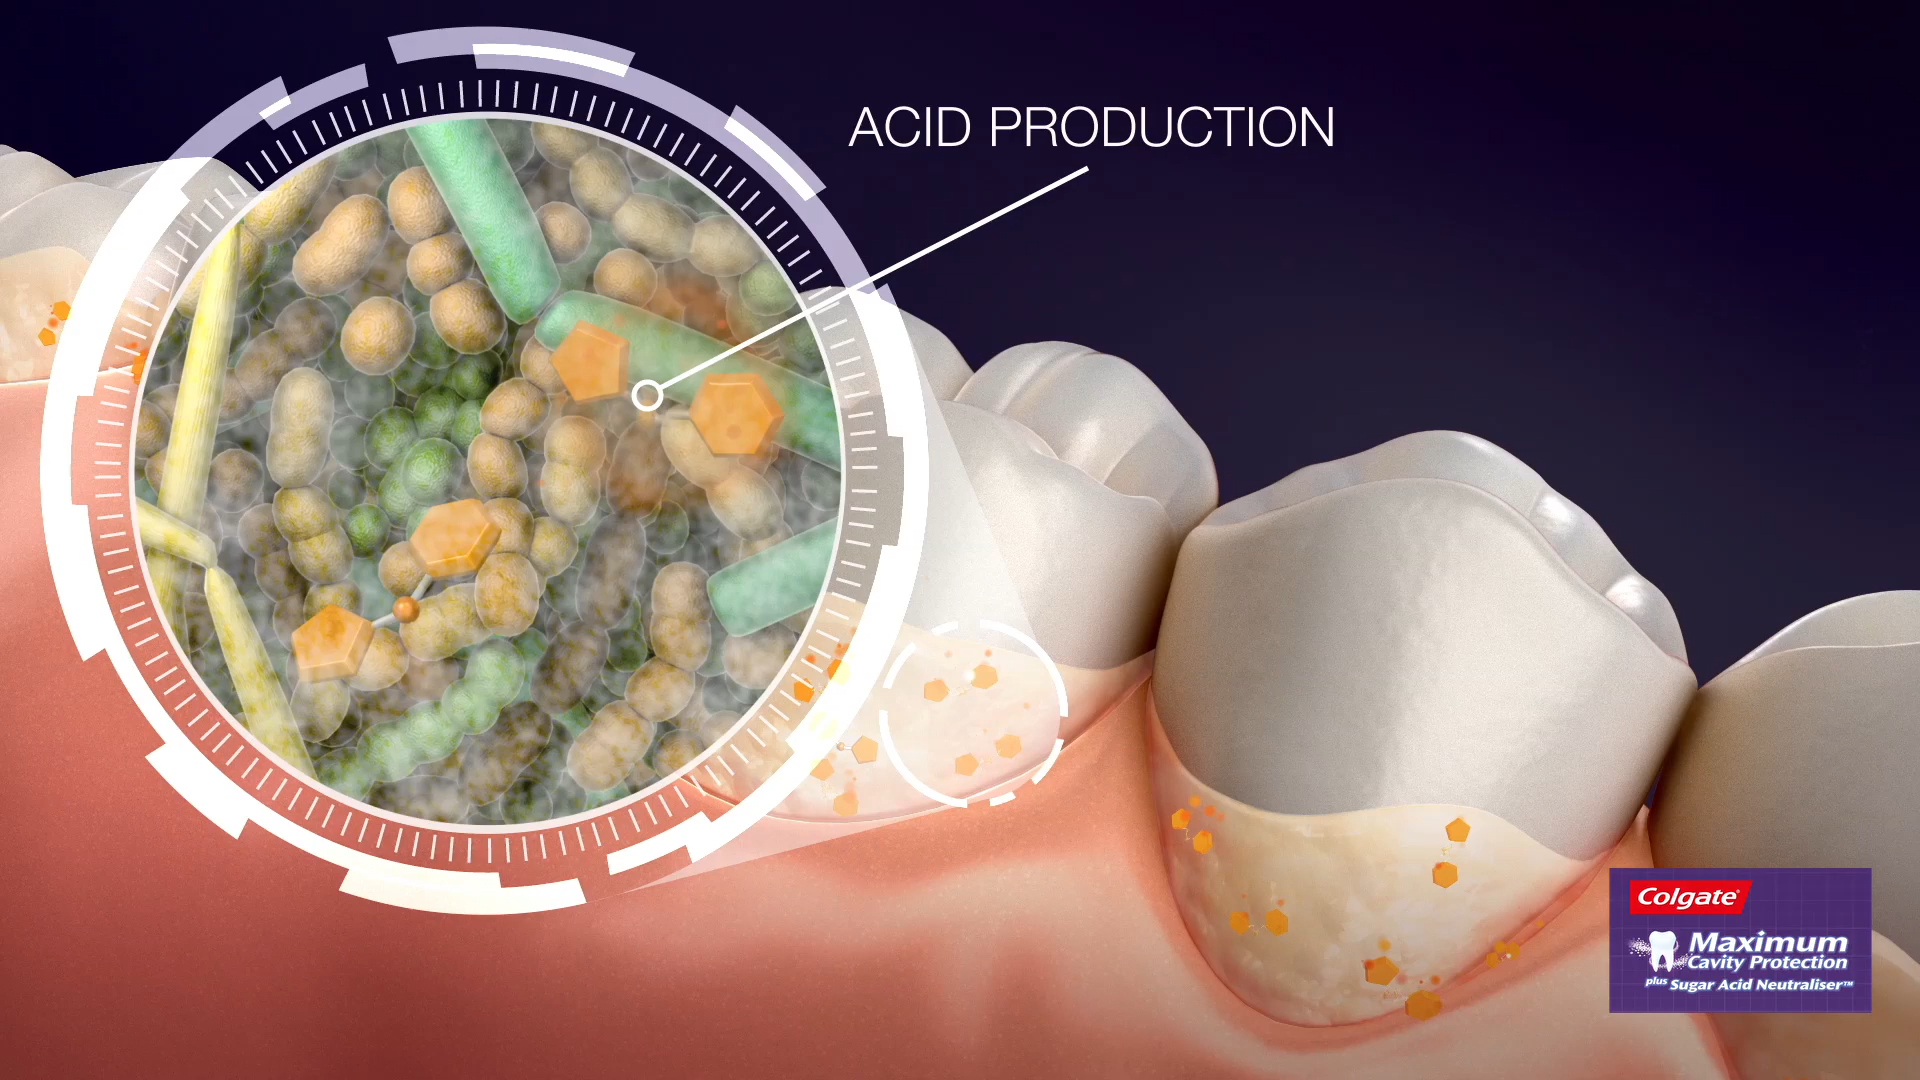 ACID PRODUCTION
Colgate®
Maximum
Cavity Protection
plus Sugar Acid Neutraliser™